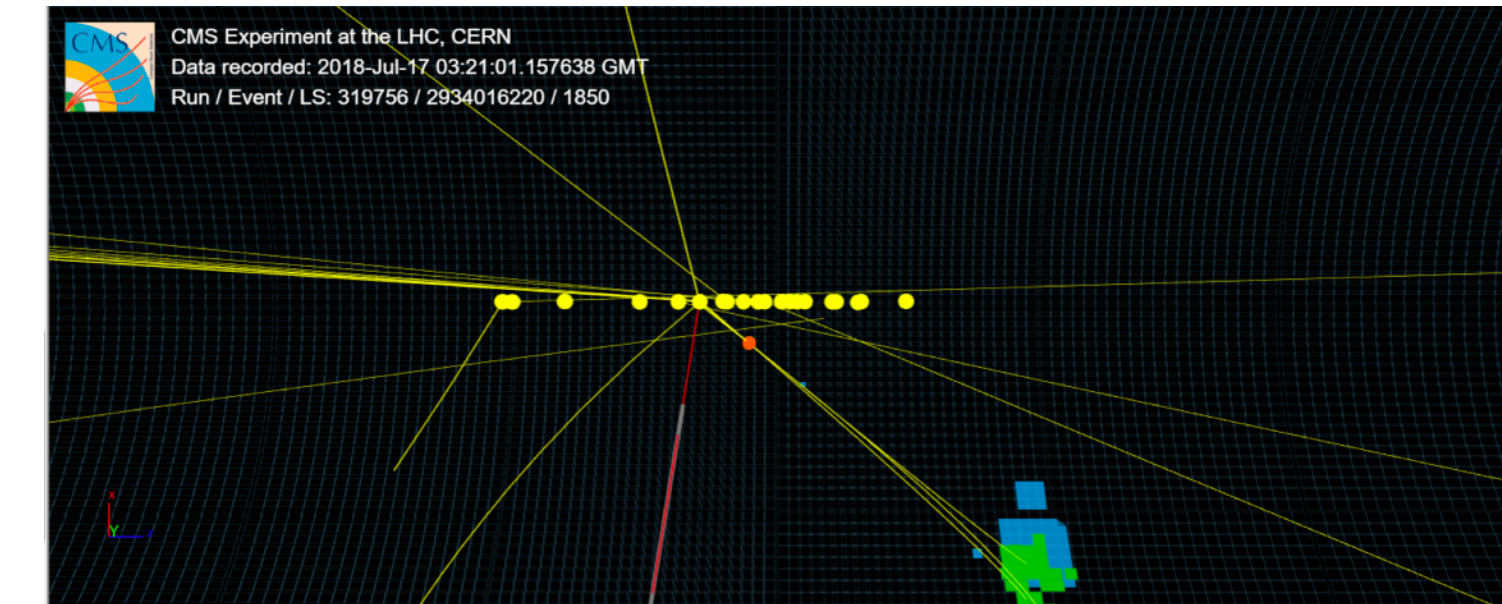 CMS
CMS Experiment at the LHC, CERN
Data recorded: 2018-Jul-17 03:21:01.157638 GMT
Run / Event / LS: 319756 / 2934016220 / 1850
x
Y
z